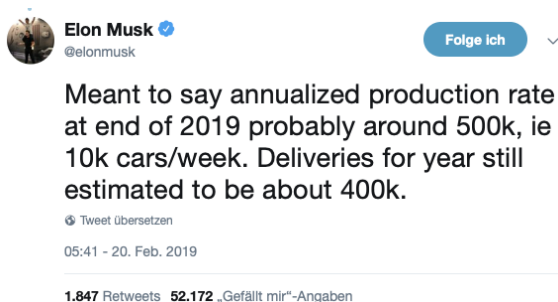 Elon Musk
@elonmusk
Folge ich
Meant to say annualized production rate
at end of 2019 probably around 500k, ie
10k cars/week. Deliveries for year still
estimated to be about 400k.
Tweet übersetzen
05:41 - 20. Feb. 2019
1.847 Retweets 52.172 „Gefällt mir“-Angaben